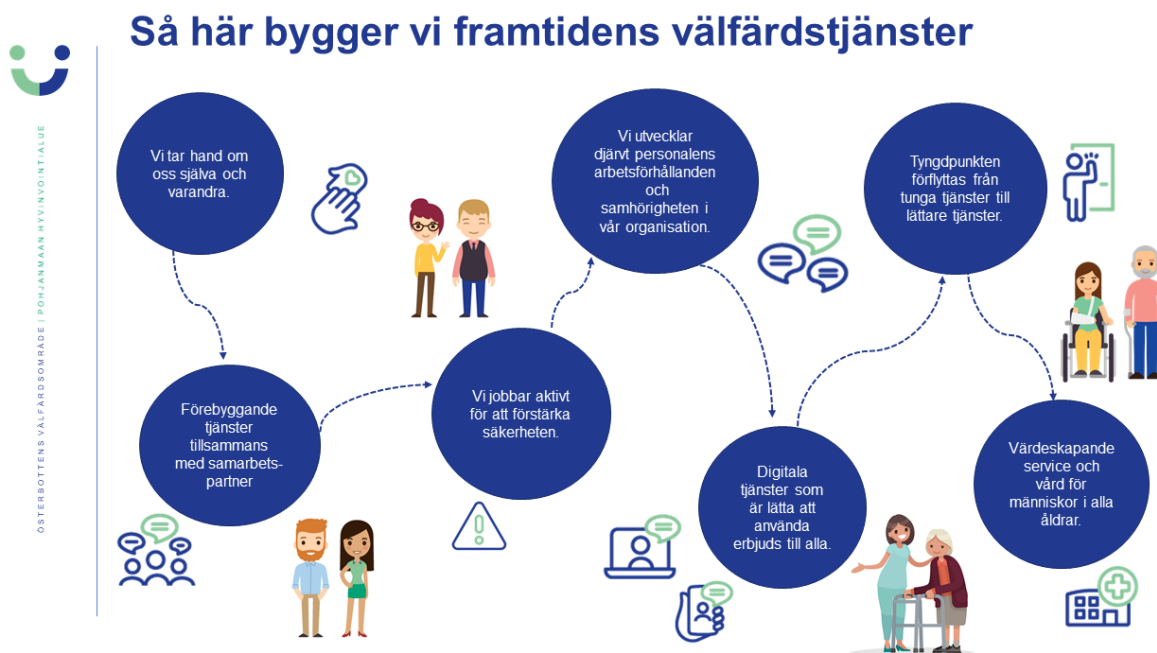 Så här bygger vi framtidens välfärdstjänster
ÖSTERBOTTENS VÄLFÄRDSOMRÅDE | POHJANMAAN HYVINVOINTIALUE
Vi tar hand om
oss själva och
varandra.
Förebyggande
tjänster
tillsammans
med samarbets-
partner
Vi jobbar aktivt
för att förstärka
säkerheten.
Vi utvecklar
djärvt personalens
arbetsförhållanden
och
samhörigheten i
vår organisation.
Digitala
tjänster som
är lätta att
använda
erbjuds till alla.
Tyngdpunkten
förflyttas från
tunga tjänster till
lättare tjänster.
Värdeskapande
service och
vård för
människor i alla
åldrar.